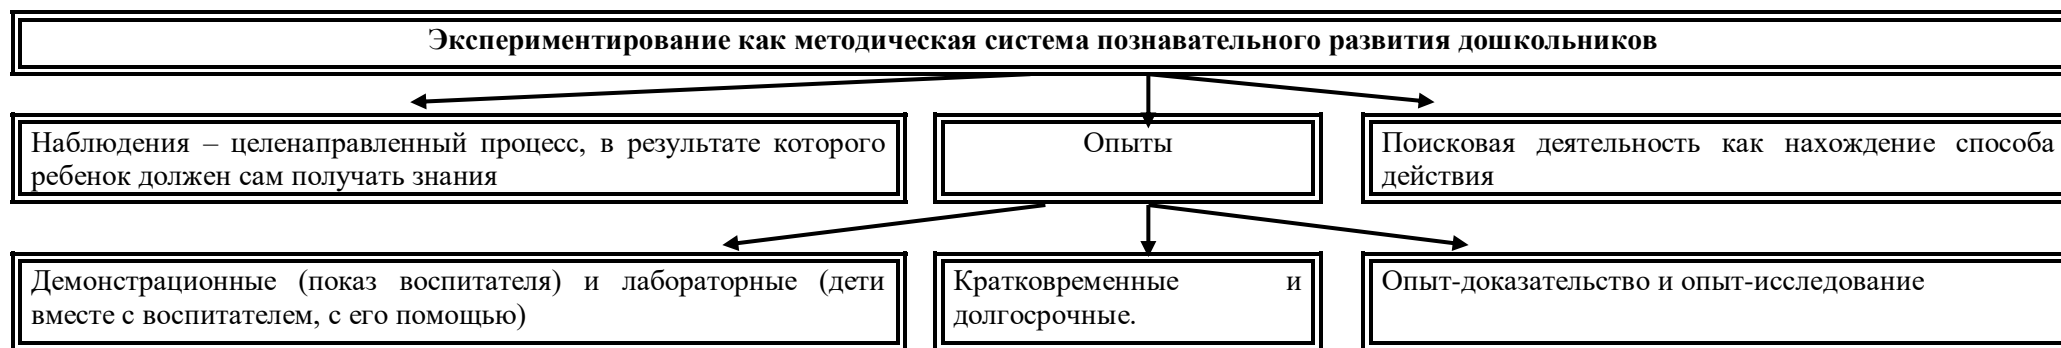 Экспериментирование как методическая система познавательного развития дошкольников
Наблюдения – целенаправленный процесс, в результате которого
ребенок должен сам получать знания
Опыты
Поисковая деятельность как нахождение способа
действия
Демонстрационные (показ воспитателя) и лабораторные (дети
вместе с воспитателем, с его помощью)
Кратковременные и
долгосрочные.
Опыт-доказательство и опыт-исследование